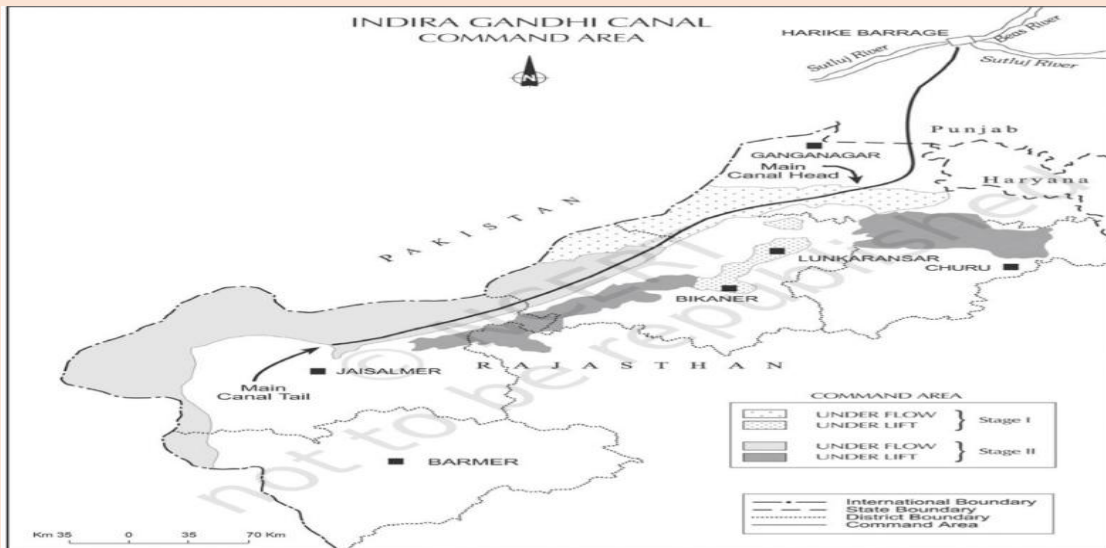 INDIRA GANDHI CANAL
COMMAND AREA
HARIKE BARRAGE
Beas River
Sutluj River
Sutluj River
N
Punjab
GANGANAGAR
Main
Canal Head
Haryana
PAKISTAN
LUNKARANSAR
CHURU
BIKANER
RAJASTHAN
JAISALMER
Main
Canal Tail
BARMER
COMMAND AREA
UNDER FLOW
UNDER LIFT
Stage I
UNDER FLOW
UNDER LIFT
Stage II
International Boundary
State Boundary
District Boundary
Command Area
Km 35 0 35 70 Km
© NCERT
not to be republished